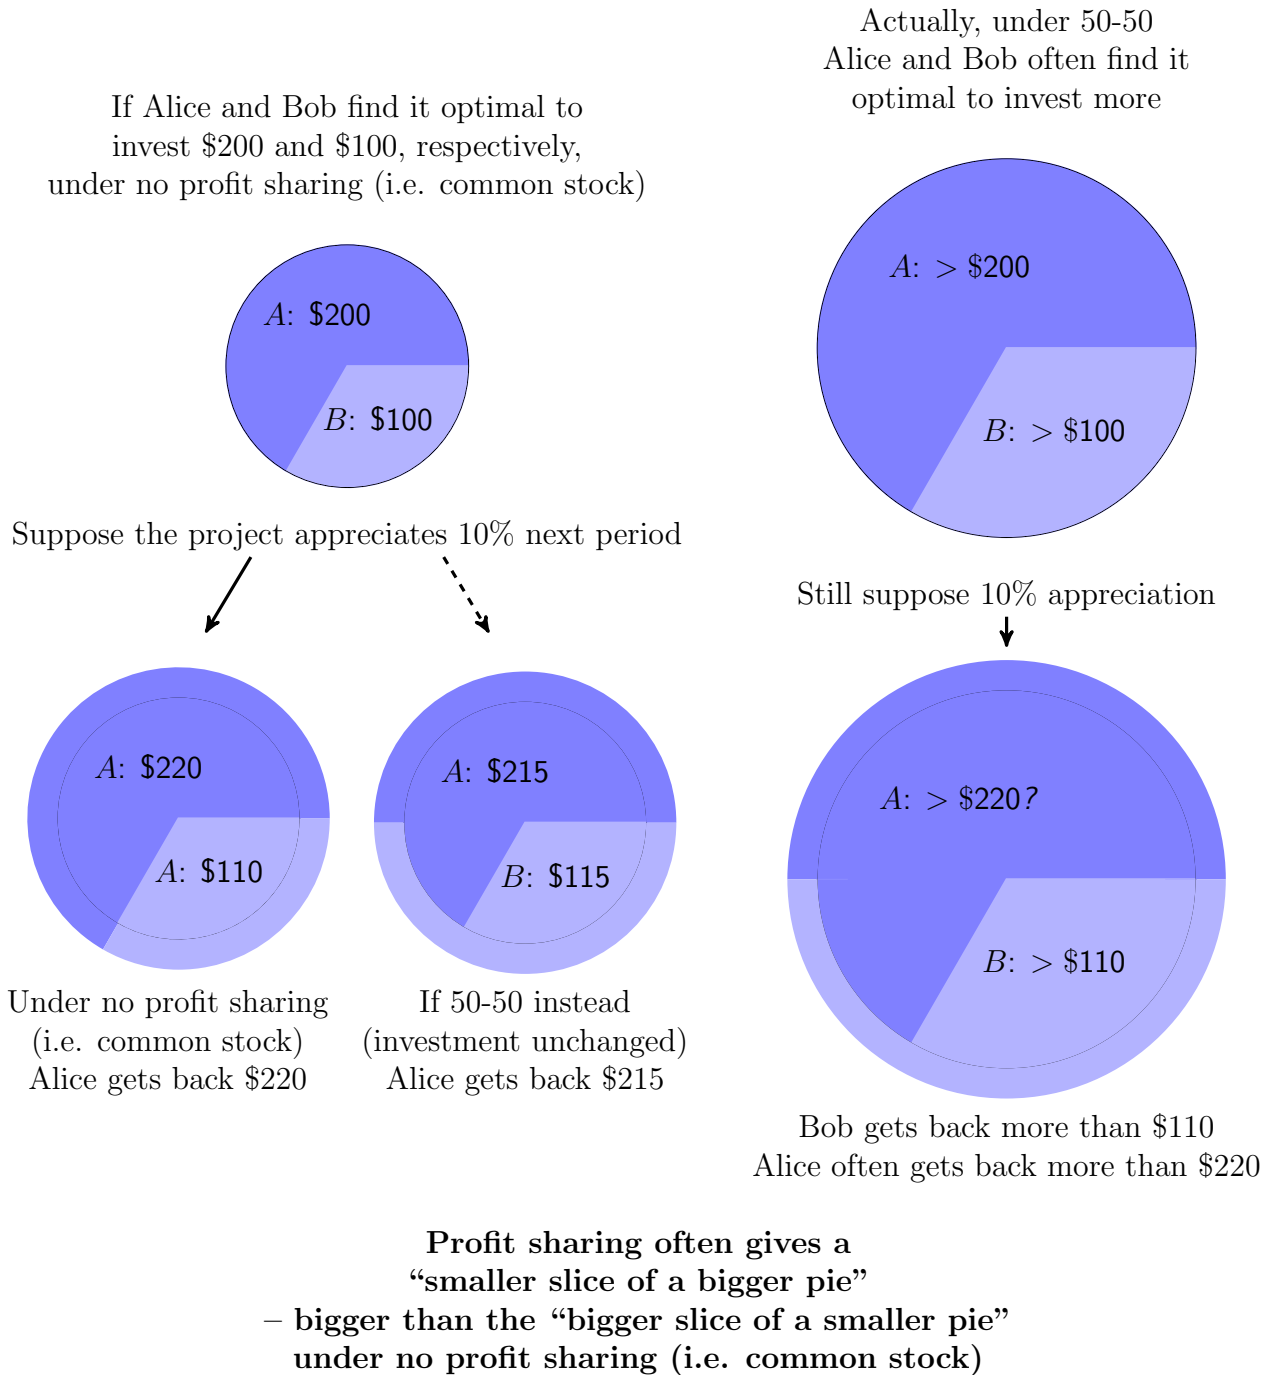 If Alice and Bob find it optimal to
invest $200 and $100, respectively,
under no profit sharing (i.e. common stock)
A: $200
B: $100
Suppose the project appreciates 10% next period
A: $220
A: $110
Under no profit sharing
(i.e. common stock)
Alice gets back $220
A: $215
B: $115
If 50-50 instead
(investment unchanged)
Alice gets back $215
Actually, under 50-50
Alice and Bob often find it
optimal to invest more
A: > $200
B: > $100
Still suppose 10% appreciation
A: > $220?
B: > $110
Bob gets back more than $110
Alice often gets back more than $220
Profit sharing often gives a
“smaller slice of a bigger pie”
– bigger than the “bigger slice of a smaller pie”
under no profit sharing (i.e. common stock)